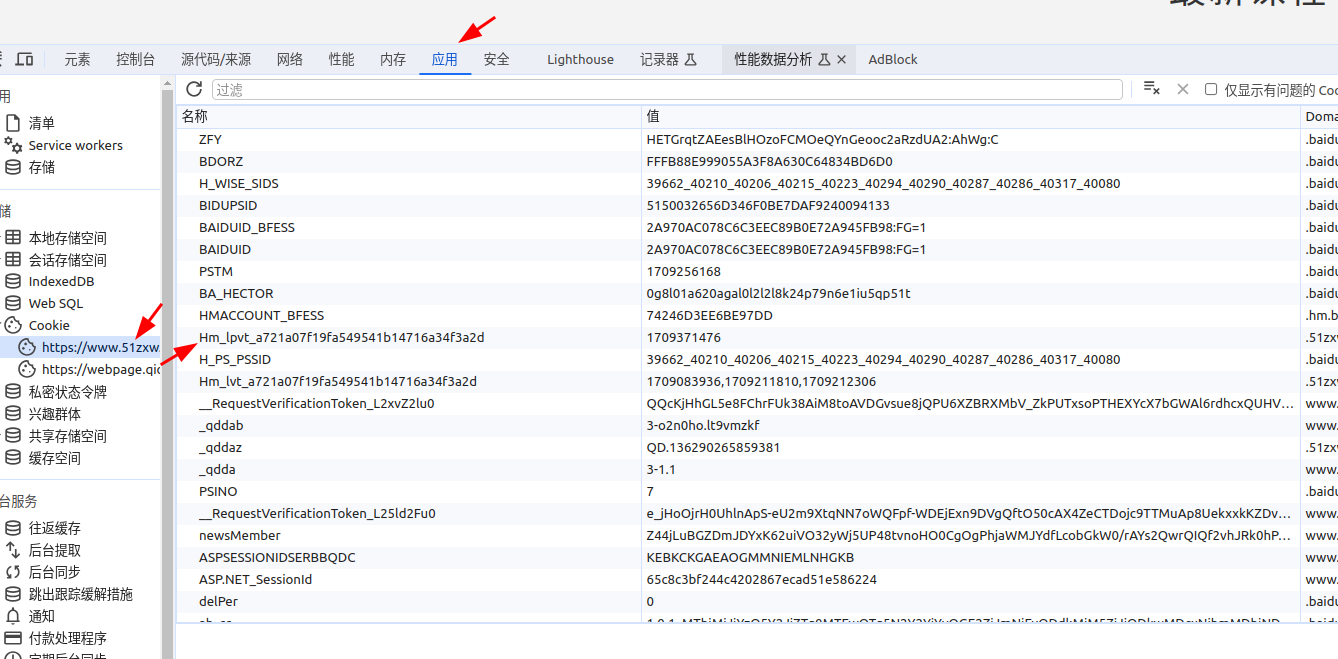 元素 控制台 源代码/来源 网络 性能 内存 应用 安全 Lighthouse 记录器 性能数据分析 AdBlock
用
过滤
仅显示有问题的 Coo
清单
Service workers
存储
储
本地存储空间
会话存储空间
IndexedDB
Web SQL
Cookie
https://www.51zxw.
https://webpage.qic
私密状态令牌
兴趣群体
共享存储空间
缓存空间
台服务
往返缓存
后台提取
后台同步
跳出跟踪缓解措施
通知
付款处理程序
名称 值 Doma
ZFY HETGrqtZAEesBlHOzoFCMOeQYnGeooc2aRzdUA2:AhWg:C .baidu
BDORZ FFFB88E999055A3F8A630C64834BD6D0 .baidu
H_WISE_SIDS 39662_40210_40206_40215_40223_40294_40290_40287_40286_40317_40080 .baidu
BIDUPSID 5150032656D346F0BE7DAF9240094133 .baidu
BAIDUID_BFESS 2A970AC078C6C3EEC89B0E72A945FB98:FG=1 .baidu
BAIDUID 2A970AC078C6C3EEC89B0E72A945FB98:FG=1 .baidu
PSTM 1709256168 .baidu
BA_HECTOR 0g8l01a620agal0l2l2l8k24p79n6e1iu5qp51t .baidu
HMACCOUNT_BFESS 74246D3EE6BE97DD .hm.b
Hm_lpvt_a721a07f19fa549541b14716a34f3a2d 1709371476 .51zx
H_PS_PSSID 39662_40210_40206_40215_40223_40294_40290_40287_40286_40317_40080 .baidu
Hm_lvt_a721a07f19fa549541b14716a34f3a2d 1709083936,1709211810,1709212306 .51zx
__RequestVerificationToken_L2xvZ2lu0 QQcKjHhGL5e8FChrFUk38AiM8toAVDGvsue8jQPU6XZBRXMbV_ZkPUTxsoPTHEXYcX7bGWAl6rdhcxQUHV... www.
_qddab 3-o2n0ho.lt9vmzkf www.
_qddaz QD.136290265859381 .51zx
_qdda 3-1.1 www.
PSINO 7 .baidu
__RequestVerificationToken_L25ld2Fu0 e_jHoOjrH0UhlnApS-eU2m9XtqNN7oWQFpf-WDEjExn9DVgQftO50cAX4ZeCTDojc9TTMuAp8UekxxkKZDv... www.
newsMember Z44jLuBGZDmJDYxK62uiVO32yWj5UP48tvnoHO0CgOgPhjaWMJYdfLcobGkW0/rAYs2QwrQIQf2vhJRk0hP... www.
ASPSESSIONIDSERBBQDC KEBKCKGAEAOGMMNIEMLNHGKB www.
ASP.NET_SessionId 65c8c3bf244c4202867ecad51e586224 www.
delPer 0 .baidu